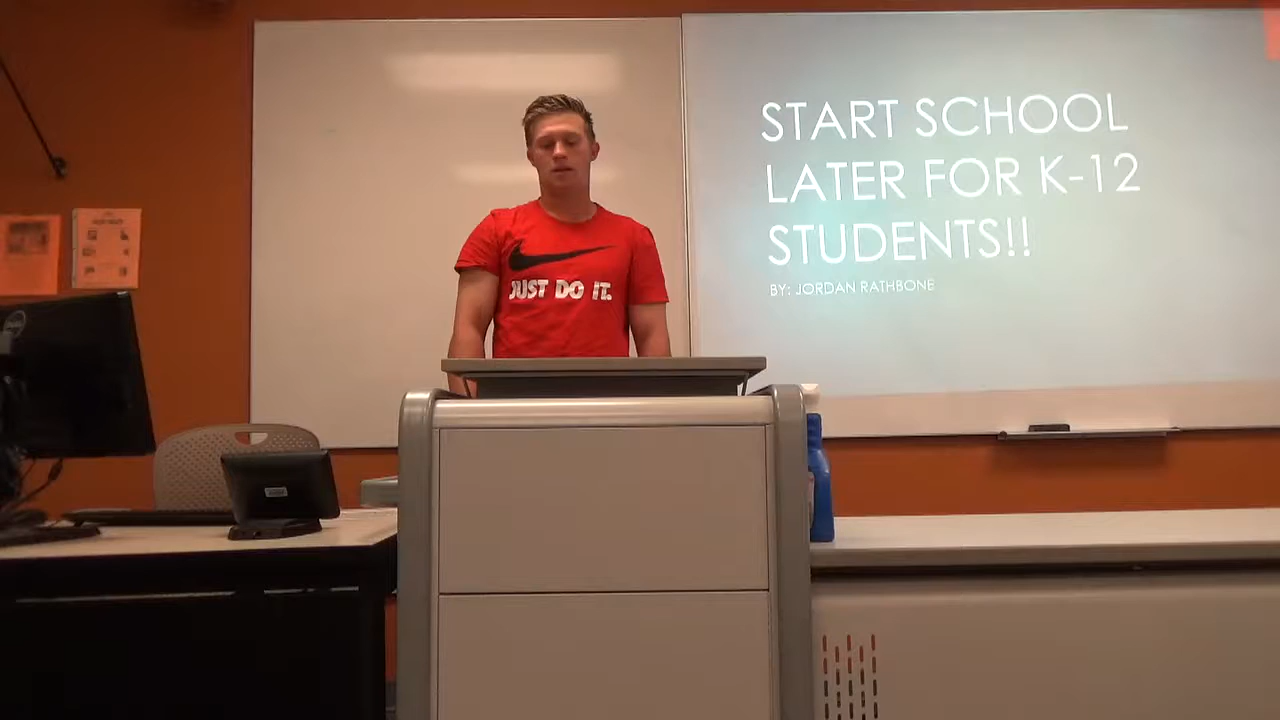 START SCHOOL
LATER FOR K-12
STUDENTS!!
BY: JORDAN RATHBONE
JUST DO IT.